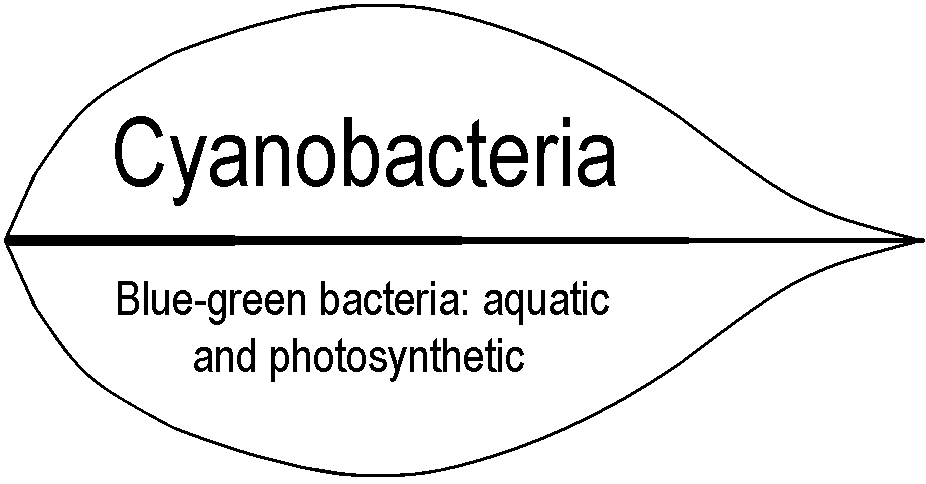 Cyanobacteria
Blue-green bacteria: aquatic
and photosynthetic